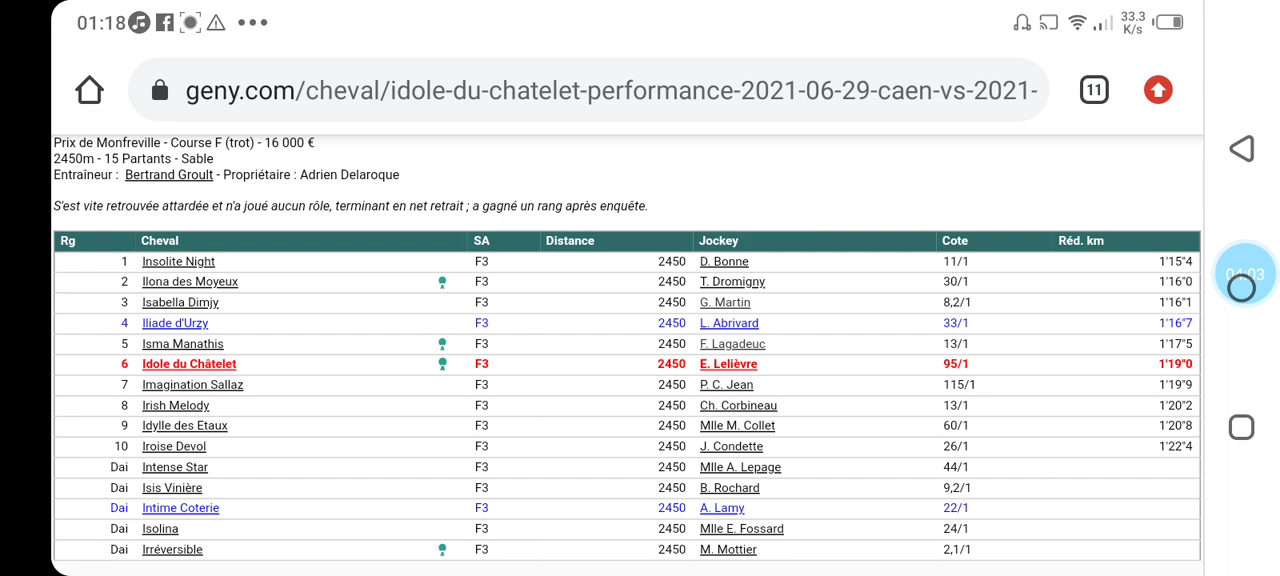 01:18
33.3 K/s
geny.com/cheval/idole-du-chatelet-performance-2021-06-29-caen-vs-2021-
11
Prix de Monfreville - Course F (trot) - 16 000 €
2450m - 15 Partants - Sable
Entraîneur : Bertrand Groult - Propriétaire : Adrien Delaroque
S'est vite retrouvée attardée et n'a joué aucun rôle, terminant en net retrait ; a gagné un rang après enquête.
Rg Cheval SA Distance Jockey Cote Réd. km
1 Insolite Night F3 2450 D. Bonne 11/1 1'15"4
2 Ilona des Moyeux F3 2450 T. Dromigny 30/1 1'16"0
3 Isabella Dimjy F3 2450 G. Martin 8,2/1 1'16"1
4 Iliade d'Urzy F3 2450 L. Abrivard 33/1 1'16"7
5 Isma Manathis F3 2450 F. Lagadeuc 13/1 1'17"5
6 Idole du Châtelet F3 2450 E. Lelièvre 95/1 1'19"0
7 Imagination Sallaz F3 2450 P. C. Jean 115/1 1'19"9
8 Irish Melody F3 2450 Ch. Corbineau 13/1 1'20"2
9 Idylle des Etaux F3 2450 Mlle M. Collet 60/1 1'20"8
10 Iroise Devol F3 2450 J. Condette 26/1 1'22"4
Dai Intense Star F3 2450 Mlle A. Lepage 44/1
Dai Isis Vinière F3 2450 B. Rochard 9,2/1
Dai Intime Coterie F3 2450 A. Lamy 22/1
Dai Isolina F3 2450 Mlle E. Fossard 24/1
Dai Irréversible F3 2450 M. Mottier 2,1/1
04:03